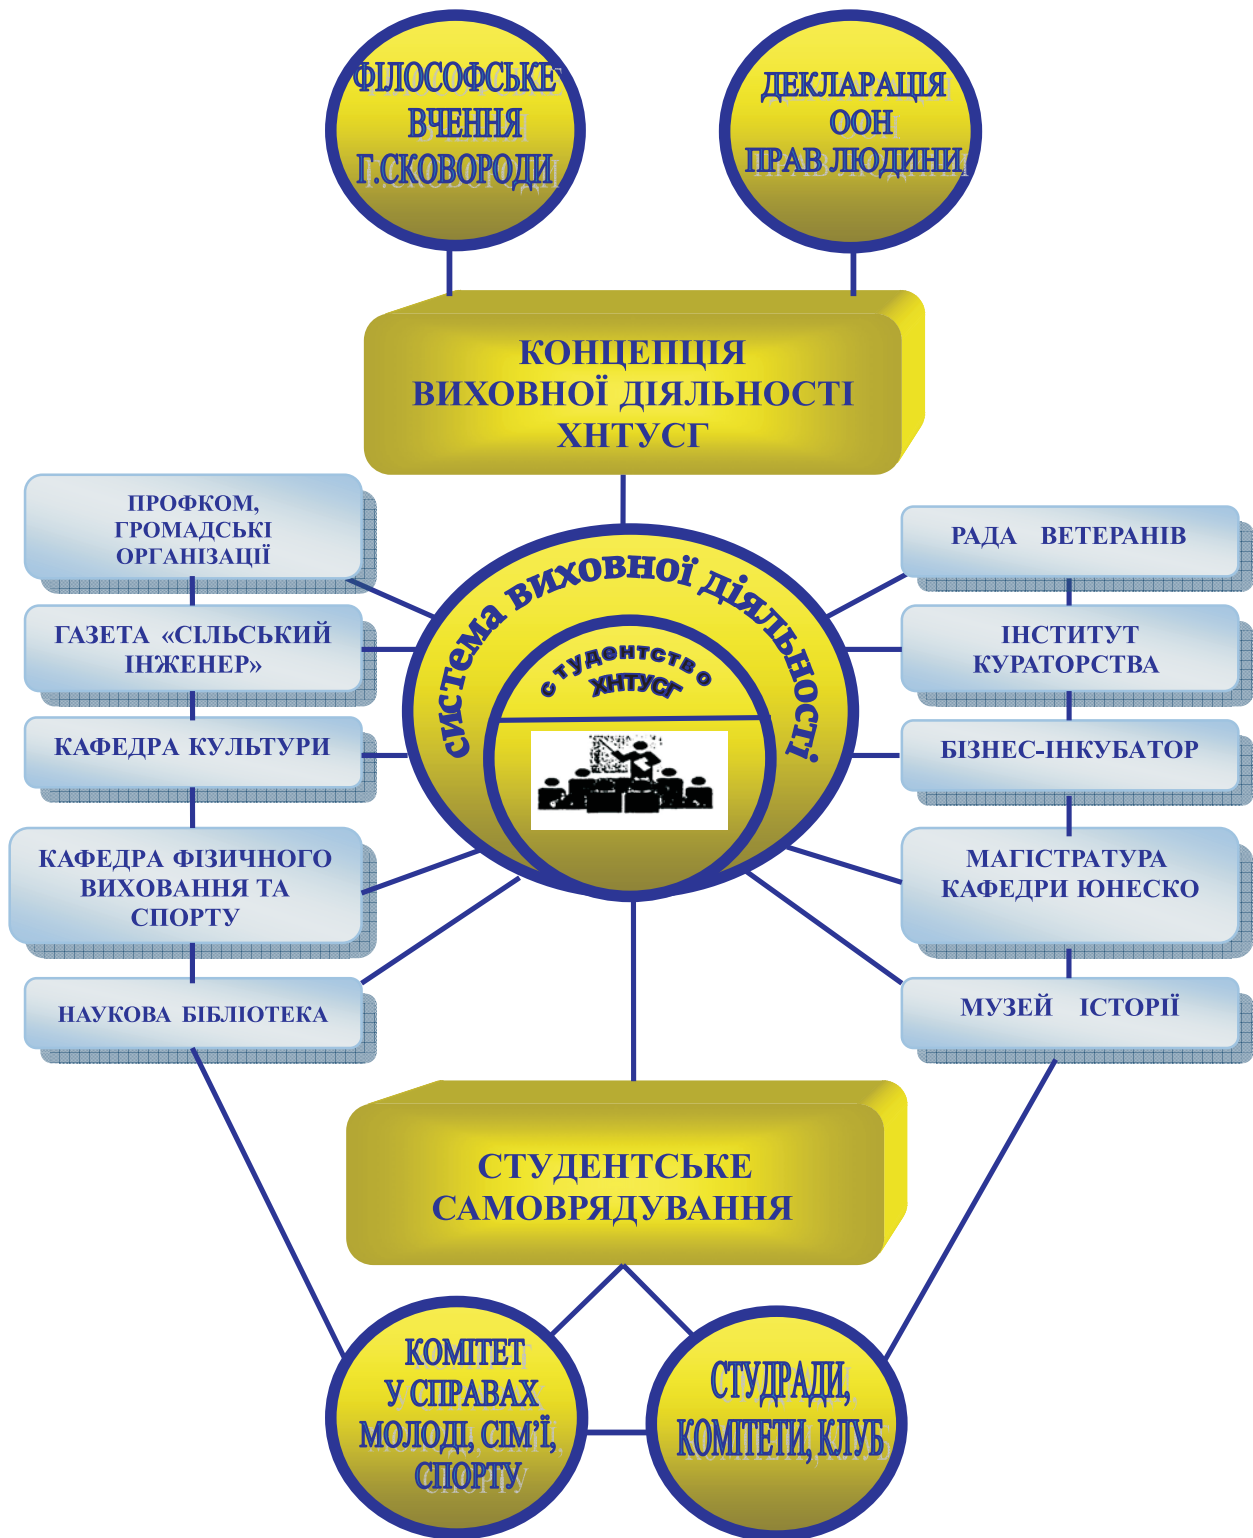 ФІЛОСОФСЬКЕ
ВЧЕННЯ
Г.СКОВОРОДИ
ДЕКЛАРАЦІЯ
ООН
ПРАВ ЛЮДИНИ
КОНЦЕПЦІЯ
ВИХОВНОЇ ДІЯЛЬНОСТІ
ХНТУСГ
ПРОФКОМ,
ГРОМАДСЬКІ
ОРГАНІЗАЦІЇ
ГАЗЕТА «СІЛЬСЬКИЙ
ІНЖЕНЕР»
КАФЕДРА КУЛЬТУРИ
КАФЕДРА ФІЗИЧНОГО
ВИХОВАННЯ ТА
СПОРТУ
НАУКОВА БІБЛІОТЕКА
система виховної діяльності
студентство
ХНТУСГ
РАДА ВЕТЕРАНІВ
ІНСТИТУТ
КУРАТОРСТВА
БІЗНЕС-ІНКУБАТОР
МАГІСТРАТУРА
КАФЕДРИ ЮНЕСКО
МУЗЕЙ ІСТОРІЇ
СТУДЕНТСЬКЕ
САМОВРЯДУВАННЯ
КОМІТЕТ
У СПРАВАХ
МОЛОДІ, СІМ’Ї,
СПОРТУ
СТУДРАДИ,
КОМІТЕТИ, КЛУБ